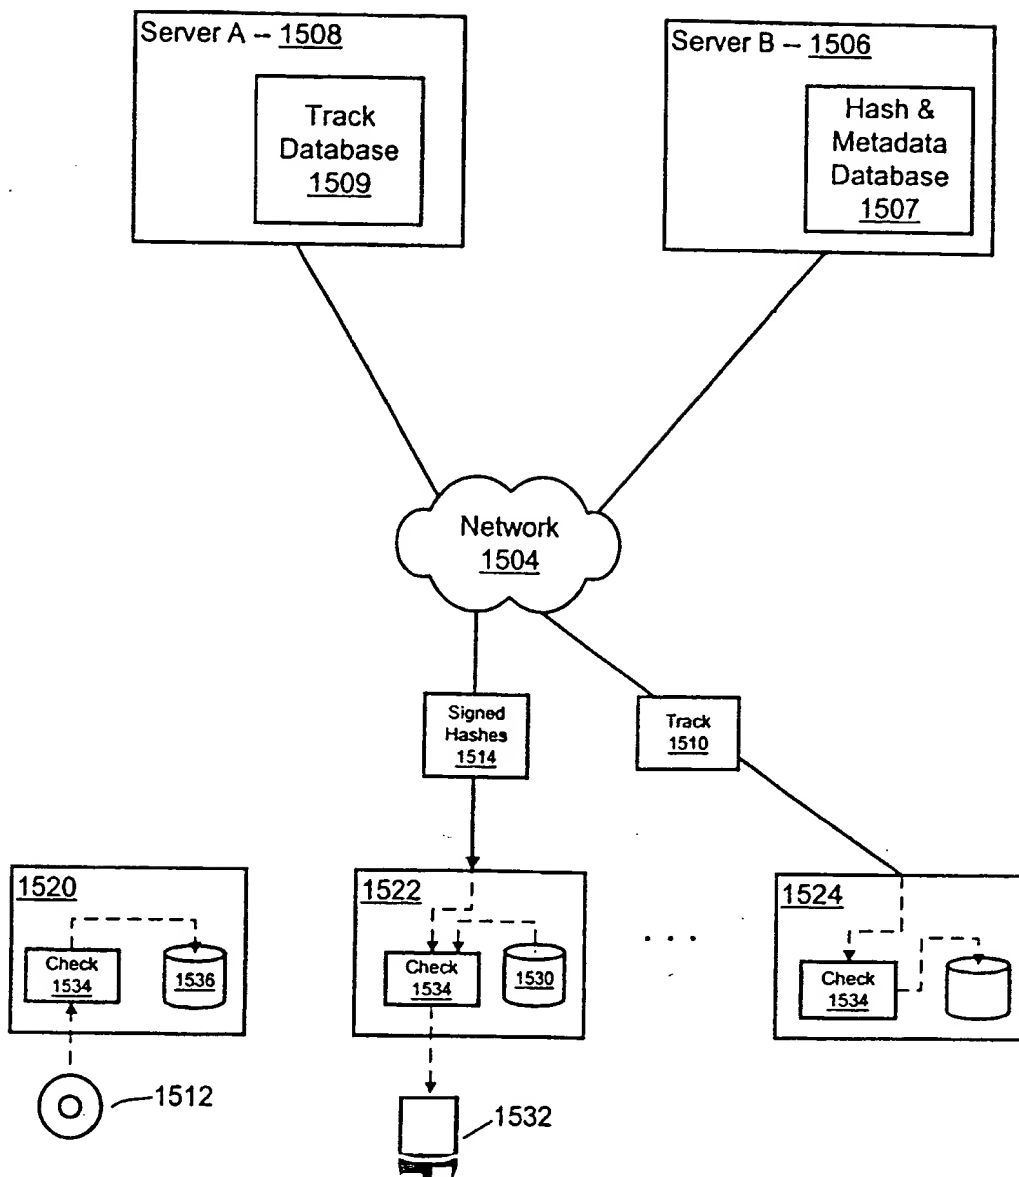 Server A – 1508
Track
Database
1509
Server B – 1506
Hash &
Metadata
Database
1507
Network
1504
Signed
Hashes
1514
Track
1510
1520
Check
1534
1536
1522
Check
1534
1530
. . .
1524
Check
1534
1512
1532